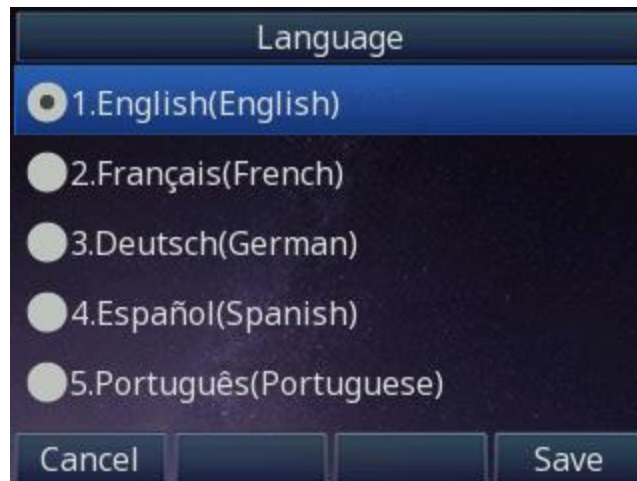 Language
1.English(English)
2.Français(French)
3.Deutsch(German)
4.Español(Spanish)
5.Português(Portuguese)
Cancel Save